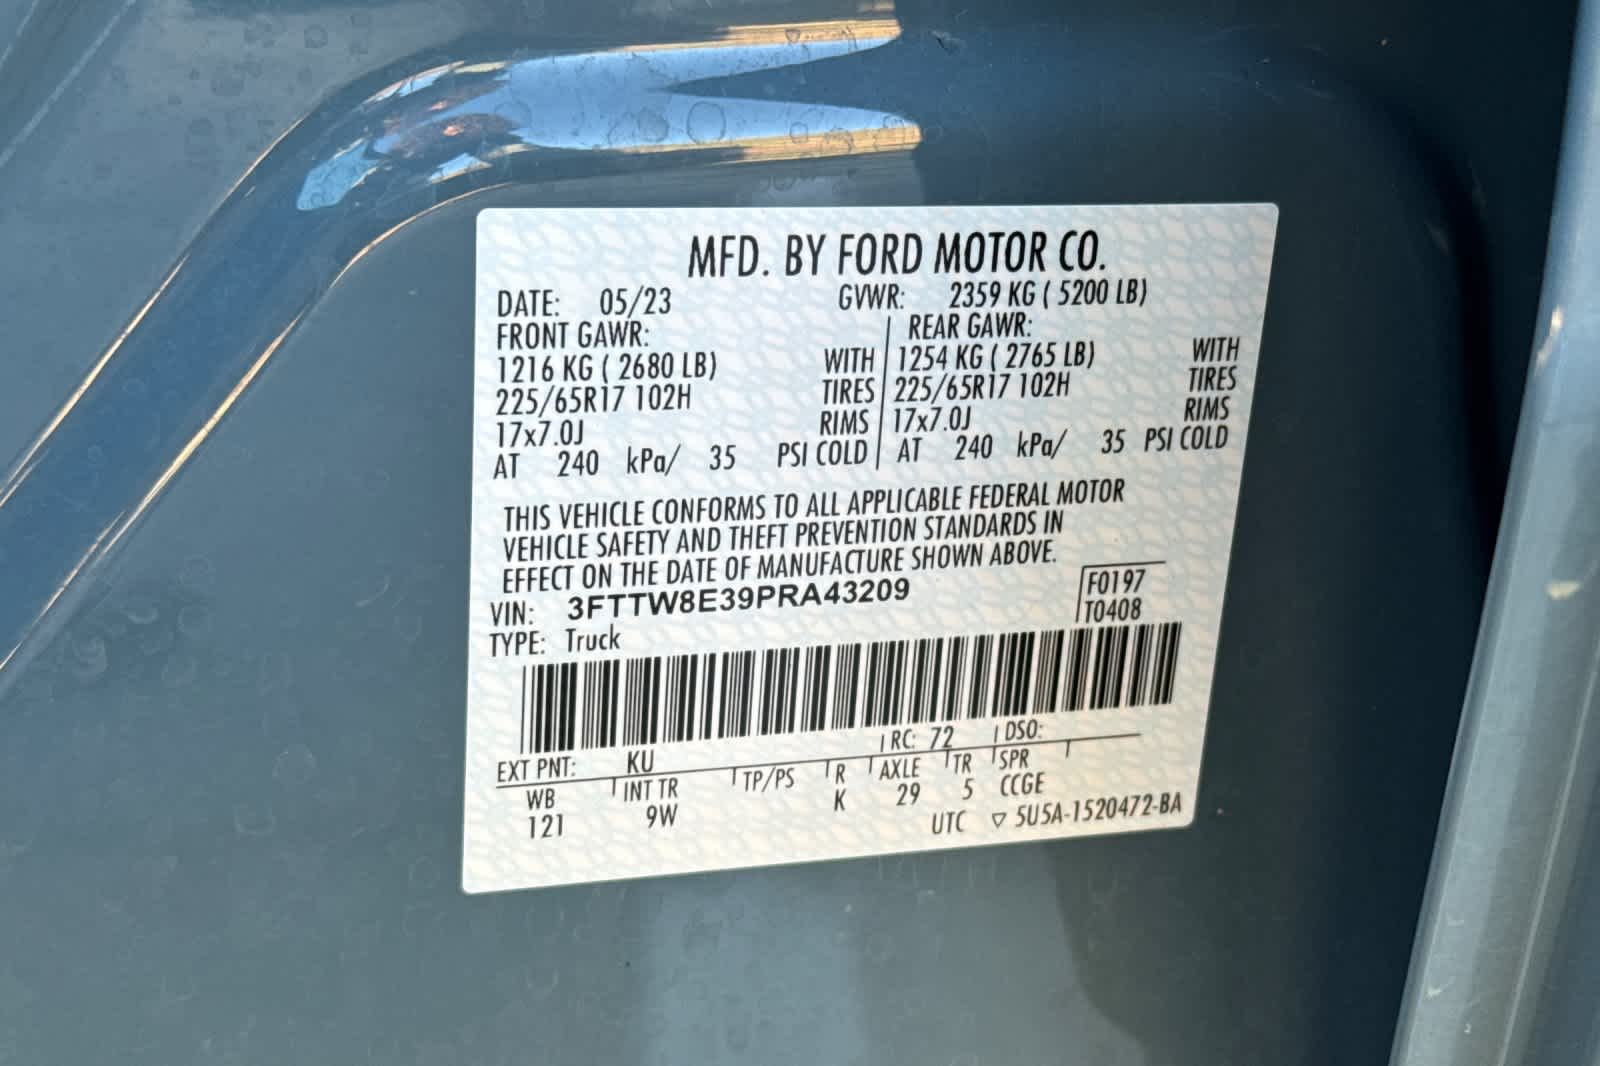 MFD. BY FORD MOTOR CO.
DATE: 05/23 GVWR: 2359 KG ( 5200 LB)
FRONT GAWR: REAR GAWR:
1216 KG ( 2680 LB) WITH 1254 KG ( 2765 LB) WITH
225/65R17 102H TIRES 225/65R17 102H TIRES
17x7.0J RIMS 17x7.0J RIMS
AT 240 kPa/ 35 PSI COLD AT 240 kPa/ 35 PSI COLD
THIS VEHICLE CONFORMS TO ALL APPLICABLE FEDERAL MOTOR
VEHICLE SAFETY AND THEFT PREVENTION STANDARDS IN
EFFECT ON THE DATE OF MANUFACTURE SHOWN ABOVE.
VIN: 3FTTW8E39PRA43209 F0197
TYPE: Truck T0408
EXT PNT: KU RC: 72 DSO:
WB INT TR TP/PS R AXLE TR SPR
121 9W K 29 5 CCGE
UTC ▽ 5U5A-1520472-BA